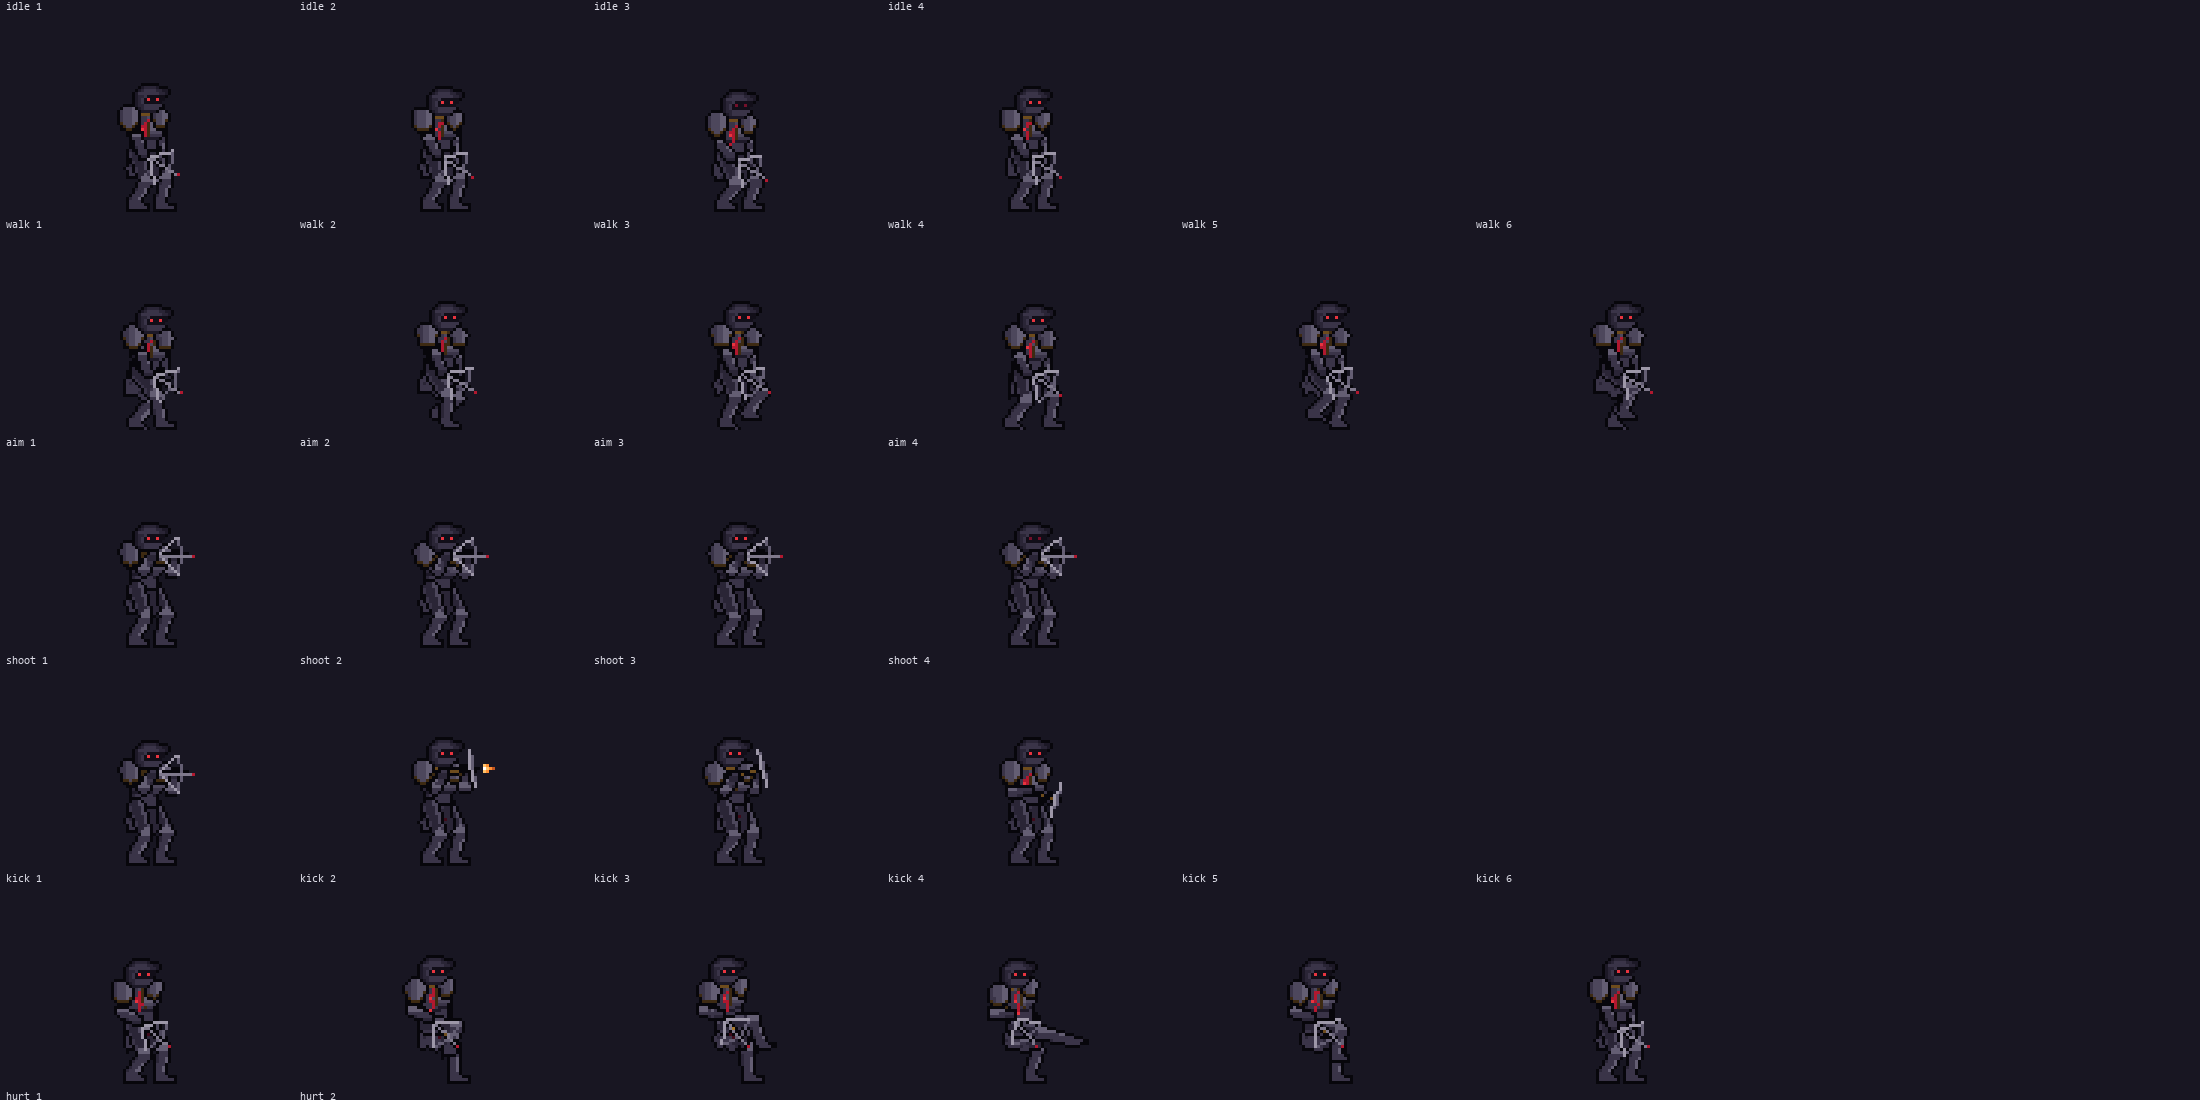 idle 1 idle 2 idle 3 idle 4
walk 1 walk 2 walk 3 walk 4 walk 5 walk 6
aim 1 aim 2 aim 3 aim 4
shoot 1 shoot 2 shoot 3 shoot 4
kick 1 kick 2 kick 3 kick 4 kick 5 kick 6
hurt 1 hurt 2